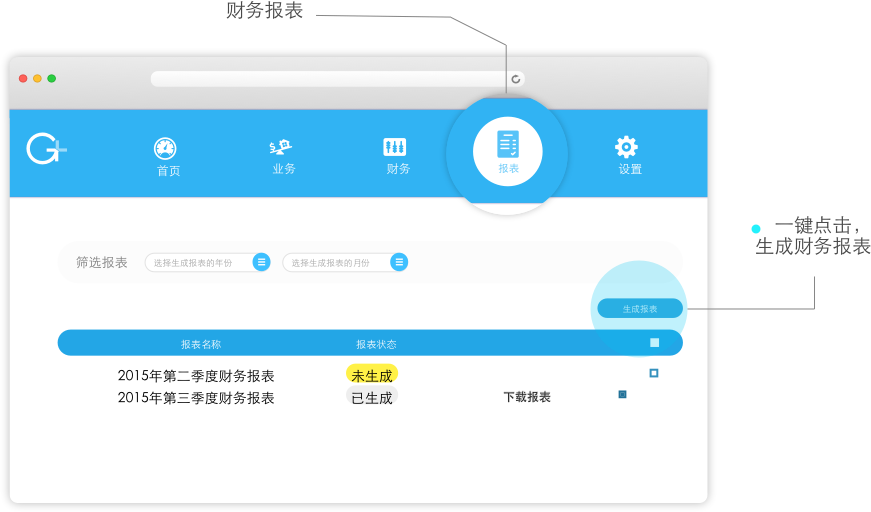 财务报表
G+
首页
业务
财务
报表
设置
一键点击，
生成财务报表
筛选报表
选择生成报表的年份
选择生成报表的月份
生成报表
报表名称
报表状态
2015年第二季度财务报表
未生成
2015年第三季度财务报表
已生成
下载报表